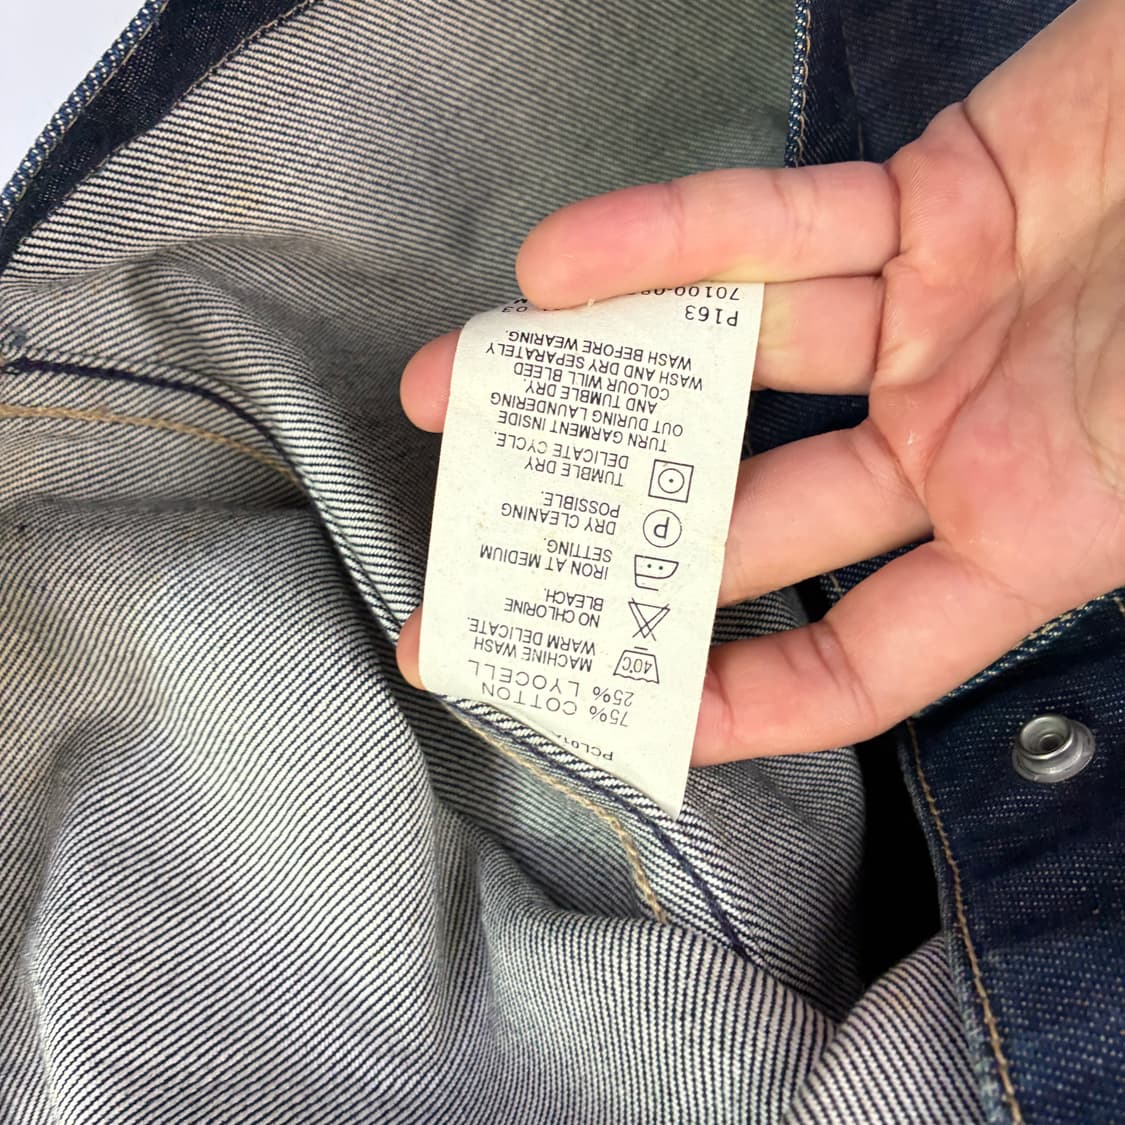 75% COTTON
25% LYOCELL
40°C
MACHINE WASH
WARM DELICATE.
NO CHLORINE
BLEACH.
IRON AT MEDIUM
SETTING.
P
DRY CLEANING
POSSIBLE.
TUMBLE DRY
DELICATE CYCLE.
TURN GARMENT INSIDE
OUT DURING LAUNDERING
AND TUMBLE DRY.
COLOUR WILL BLEED
WASH AND DRY SEPARATELY
WASH BEFORE WEARING.
P163